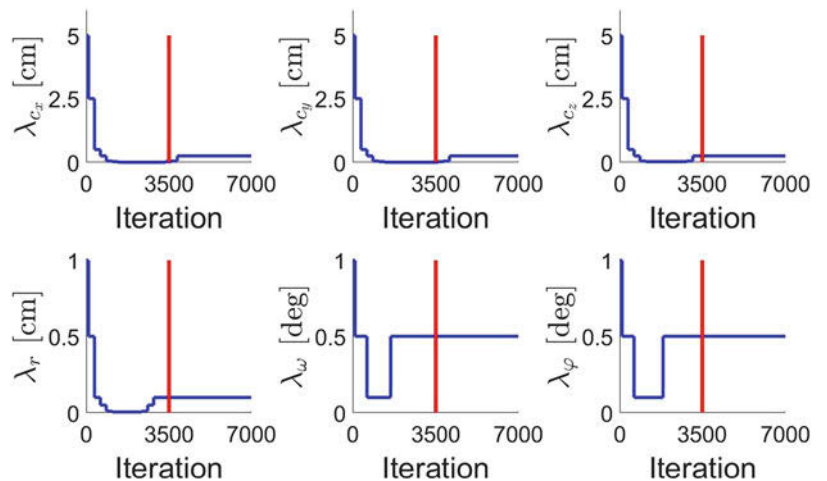 5
2.5
0
λ_{c_x} [cm]
0 3500 7000
Iteration
5
2.5
0
λ_{c_y} [cm]
0 3500 7000
Iteration
5
2.5
0
λ_{c_z} [cm]
0 3500 7000
Iteration
1
0.5
0
λ_r [cm]
0 3500 7000
Iteration
1
0.5
0
λ_ω [deg]
0 3500 7000
Iteration
1
0.5
0
λ_φ [deg]
0 3500 7000
Iteration